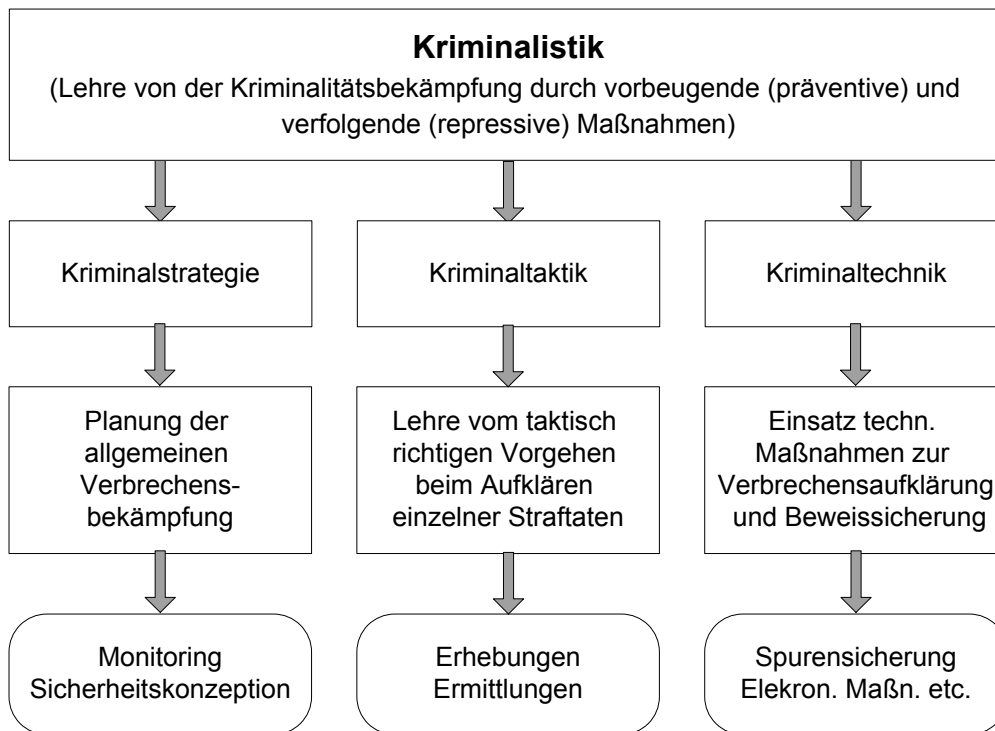 Kriminalistik
(Lehre von der Kriminalitätsbekämpfung durch vorbeugende (präventive) und
verfolgende (repressive) Maßnahmen)
Kriminalstrategie
Kriminaltaktik
Kriminaltechnik
Planung der
allgemeinen
Verbrechens-
bekämpfung
Lehre vom taktisch
richtigen Vorgehen
beim Aufklären
einzelner Straftaten
Einsatz techn.
Maßnahmen zur
Verbrechensaufklärung
und Beweissicherung
Monitoring
Sicherheitskonzeption
Erhebungen
Ermittlungen
Spurensicherung
Elekron. Maßn. etc.